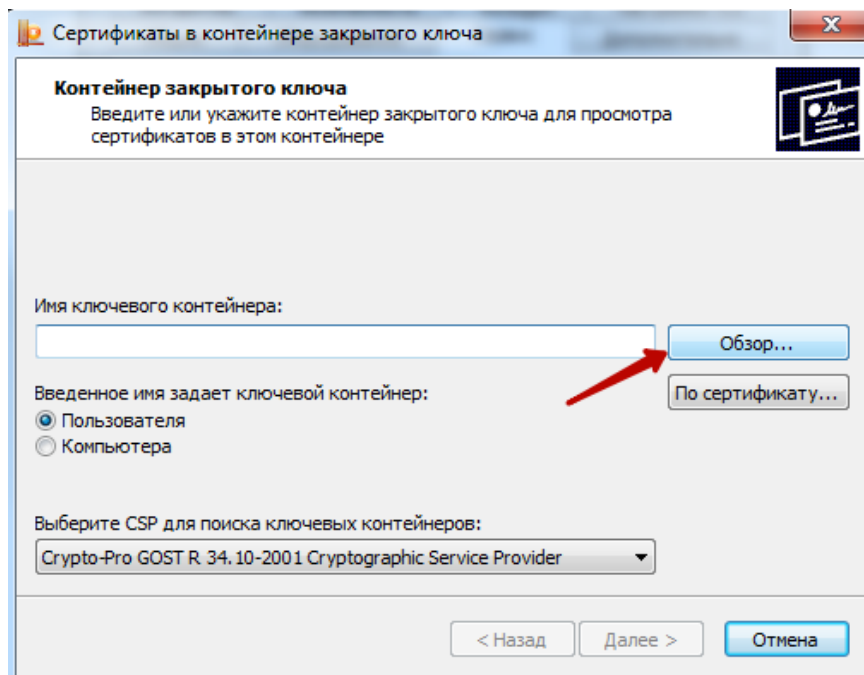 Сертификаты в контейнере закрытого ключа
Контейнер закрытого ключа
Введите или укажите контейнер закрытого ключа для просмотра
сертификатов в этом контейнере
Имя ключевого контейнера:
Обзор...
Введенное имя задает ключевой контейнер:
По сертификату...
Пользователя
Компьютера
Выберите CSP для поиска ключевых контейнеров:
Crypto-Pro GOST R 34.10-2001 Cryptographic Service Provider
< Назад
Далее >
Отмена